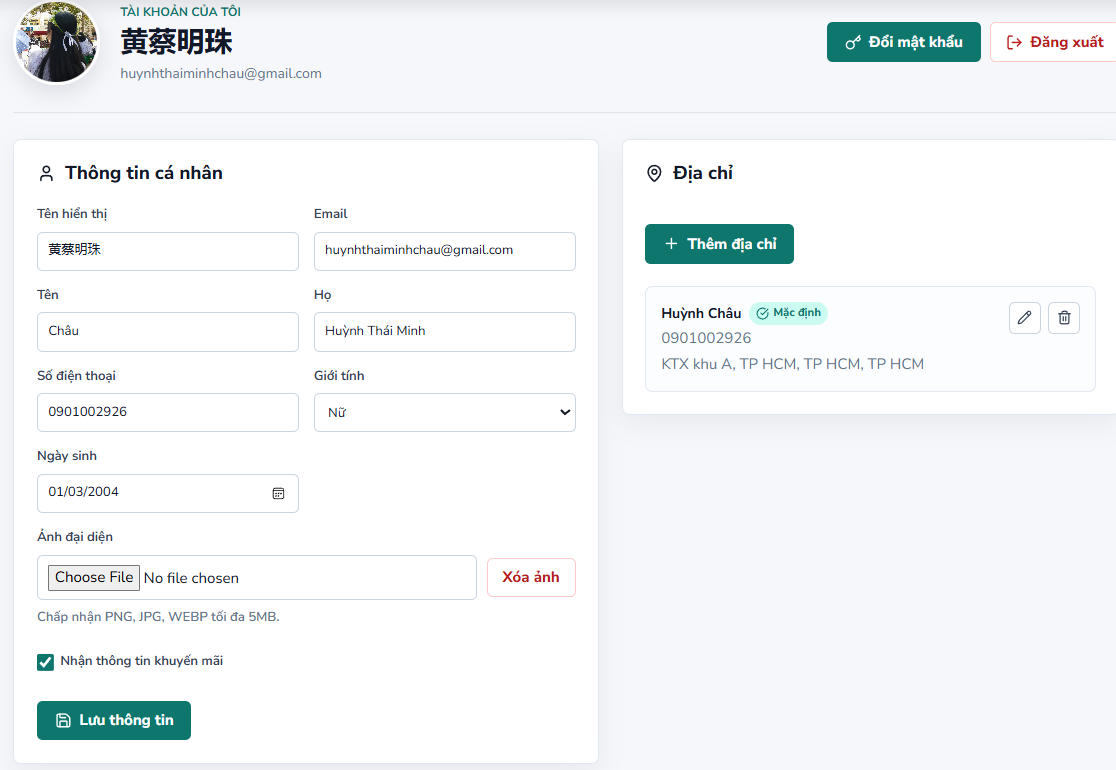 TÀI KHOẢN CỦA TÔI
黄蔡明珠
huynhthaiminhchau@gmail.com
Đổi mật khẩu
Đăng xuất
Thông tin cá nhân
Tên hiển thị
Email
黄蔡明珠
huynhthaiminhchau@gmail.com
Tên
Họ
Châu
Huỳnh Thái Minh
Số điện thoại
Giới tính
0901002926
Nữ
Ngày sinh
01/03/2004
Ảnh đại diện
Choose File No file chosen
Xóa ảnh
Chấp nhận PNG, JPG, WEBP tối đa 5MB.
Nhận thông tin khuyến mãi
Lưu thông tin
Địa chỉ
Thêm địa chỉ
Huỳnh Châu Mặc định
0901002926
KTX khu A, TP HCM, TP HCM, TP HCM